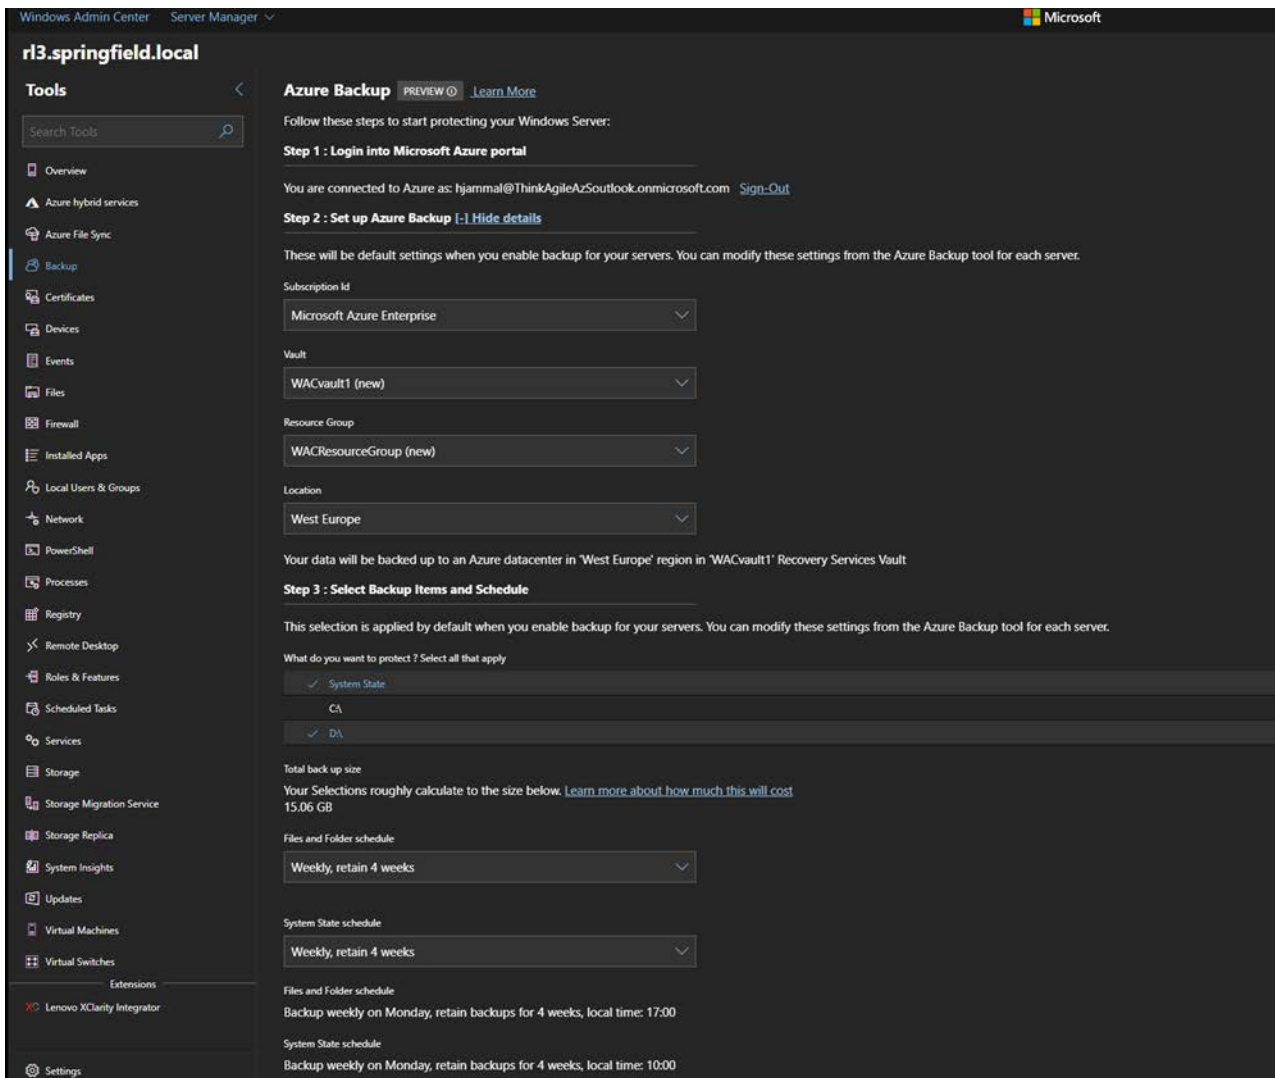 Windows Admin Center Server Manager Microsoft
rl3.springfield.local
Tools
Search Tools
Overview
Azure hybrid services
Azure File Sync
Backup
Certificates
Devices
Events
Files
Firewall
Installed Apps
Local Users & Groups
Network
PowerShell
Processes
Registry
Remote Desktop
Roles & Features
Scheduled Tasks
Services
Storage
Storage Migration Service
Storage Replica
System Insights
Updates
Virtual Machines
Virtual Switches
Extensions
Lenovo XClarity Integrator
Settings
Azure Backup PREVIEW Learn More
Follow these steps to start protecting your Windows Server:
Step 1 : Login into Microsoft Azure portal
You are connected to Azure as: hjammal@ThinkAgileAzSoutlook.onmicrosoft.com Sign-Out
Step 2 : Set up Azure Backup [-] Hide details
These will be default settings when you enable backup for your servers. You can modify these settings from the Azure Backup tool for each server.
Subscription Id
Microsoft Azure Enterprise
Vault
WACvault1 (new)
Resource Group
WACResourceGroup (new)
Location
West Europe
Your data will be backed up to an Azure datacenter in 'West Europe' region in 'WACvault1' Recovery Services Vault
Step 3 : Select Backup Items and Schedule
This selection is applied by default when you enable backup for your servers. You can modify these settings from the Azure Backup tool for each server.
What do you want to protect ? Select all that apply
System State
C:\
D:\
Total back up size
Your Selections roughly calculate to the size below. Learn more about how much this will cost
15.06 GB
Files and Folder schedule
Weekly, retain 4 weeks
System State schedule
Weekly, retain 4 weeks
Files and Folder schedule
Backup weekly on Monday, retain backups for 4 weeks, local time: 17:00
System State schedule
Backup weekly on Monday, retain backups for 4 weeks, local time: 10:00